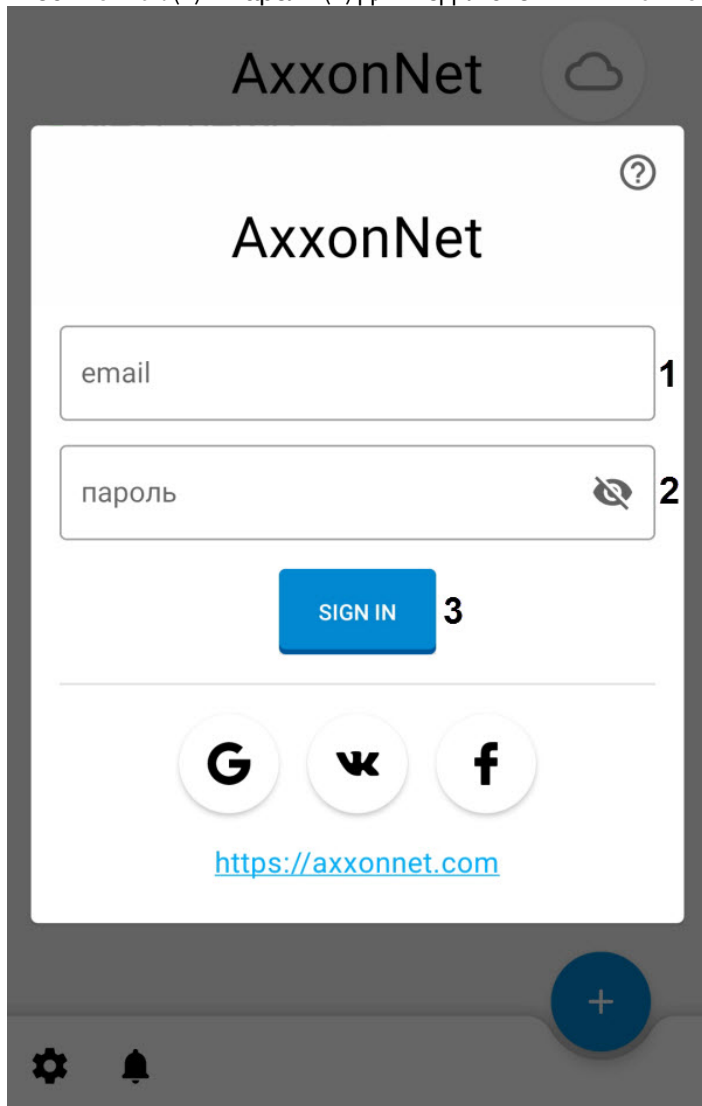 AxxonNet
AxxonNet
email 1
пароль 2
SIGN IN 3
G
f
https://axxonnet.com